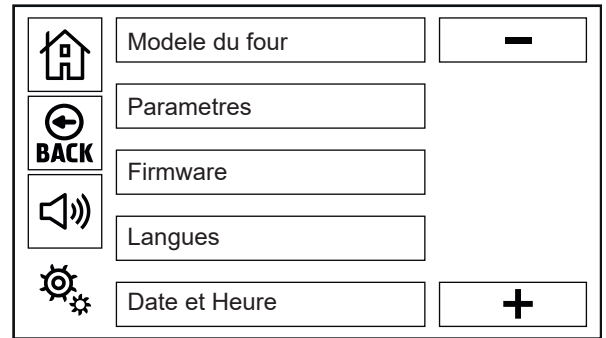 Modele du four
Parametres
BACK
Firmware
Langues
Date et Heure